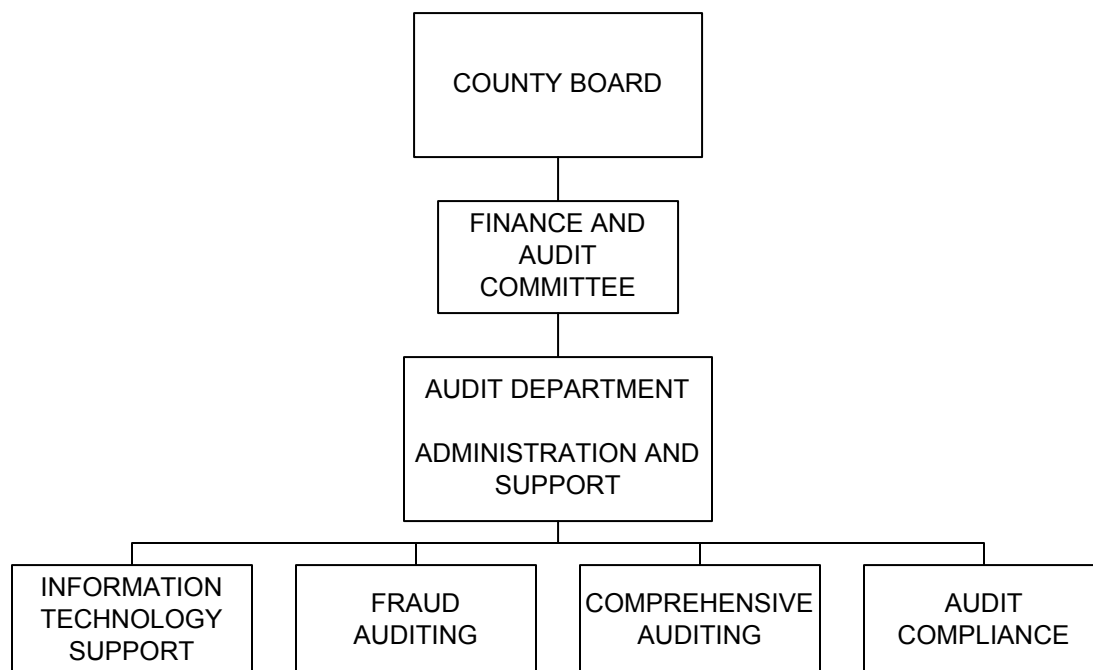 COUNTY BOARD
FINANCE AND
AUDIT
COMMITTEE
AUDIT DEPARTMENT
ADMINISTRATION AND
SUPPORT
INFORMATION
TECHNOLOGY
SUPPORT
FRAUD
AUDITING
COMPREHENSIVE
AUDITING
AUDIT
COMPLIANCE